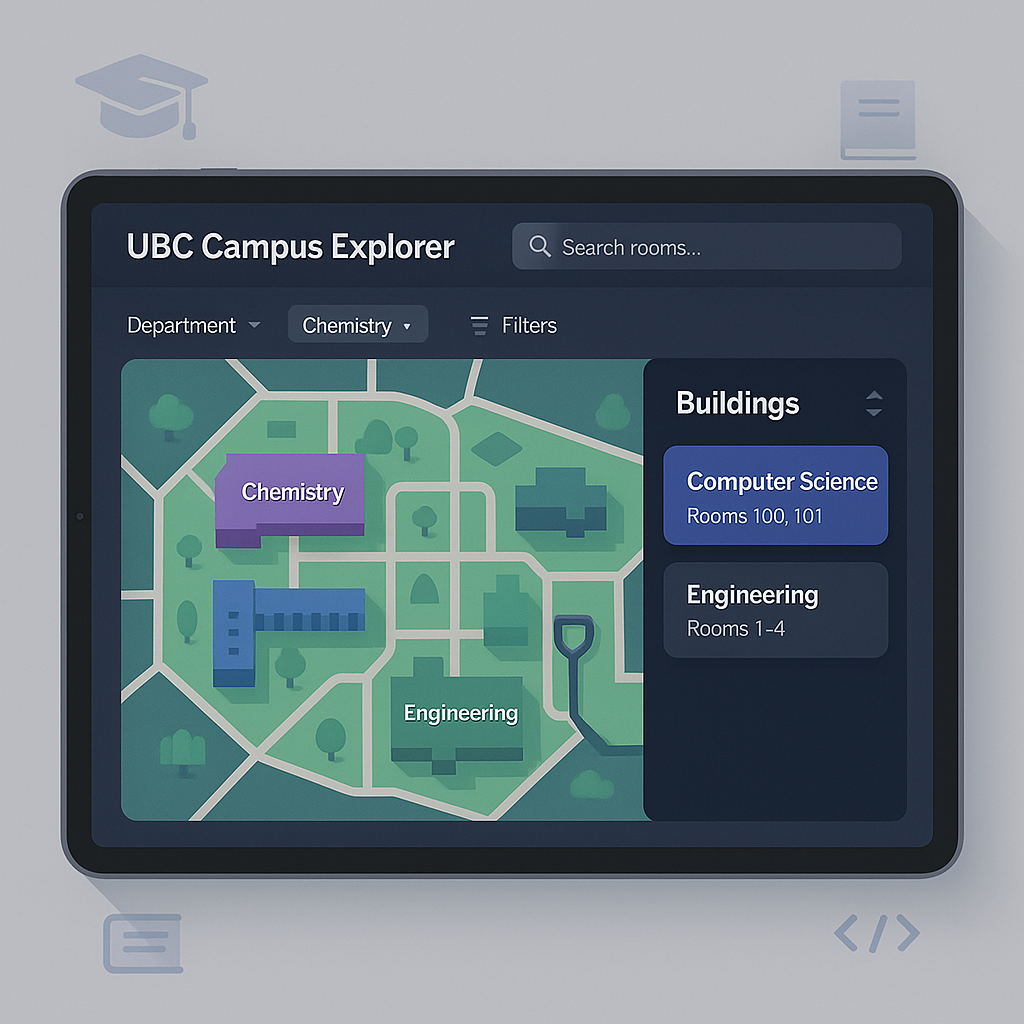 UBC Campus Explorer
Search rooms...
Department
Chemistry
Filters
Chemistry
Engineering
Buildings
Computer Science
Rooms 100, 101
Engineering
Rooms 1–4
</>